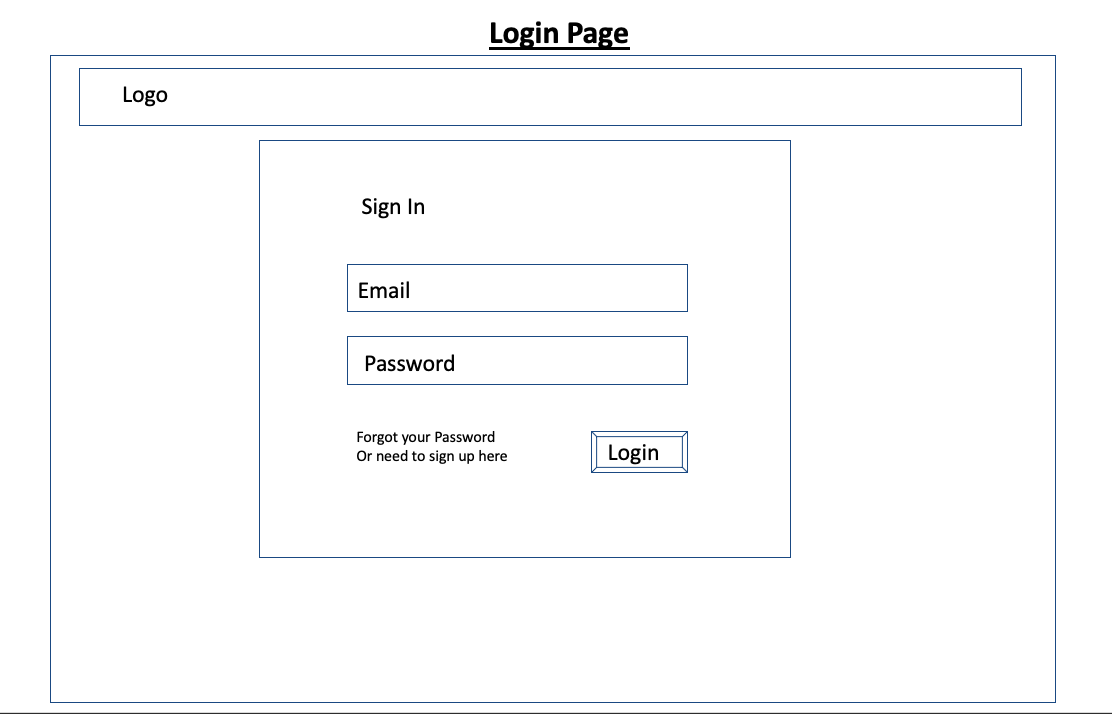 Login Page
Logo
Sign In
Email
Password
Forgot your Password
Or need to sign up here
Login